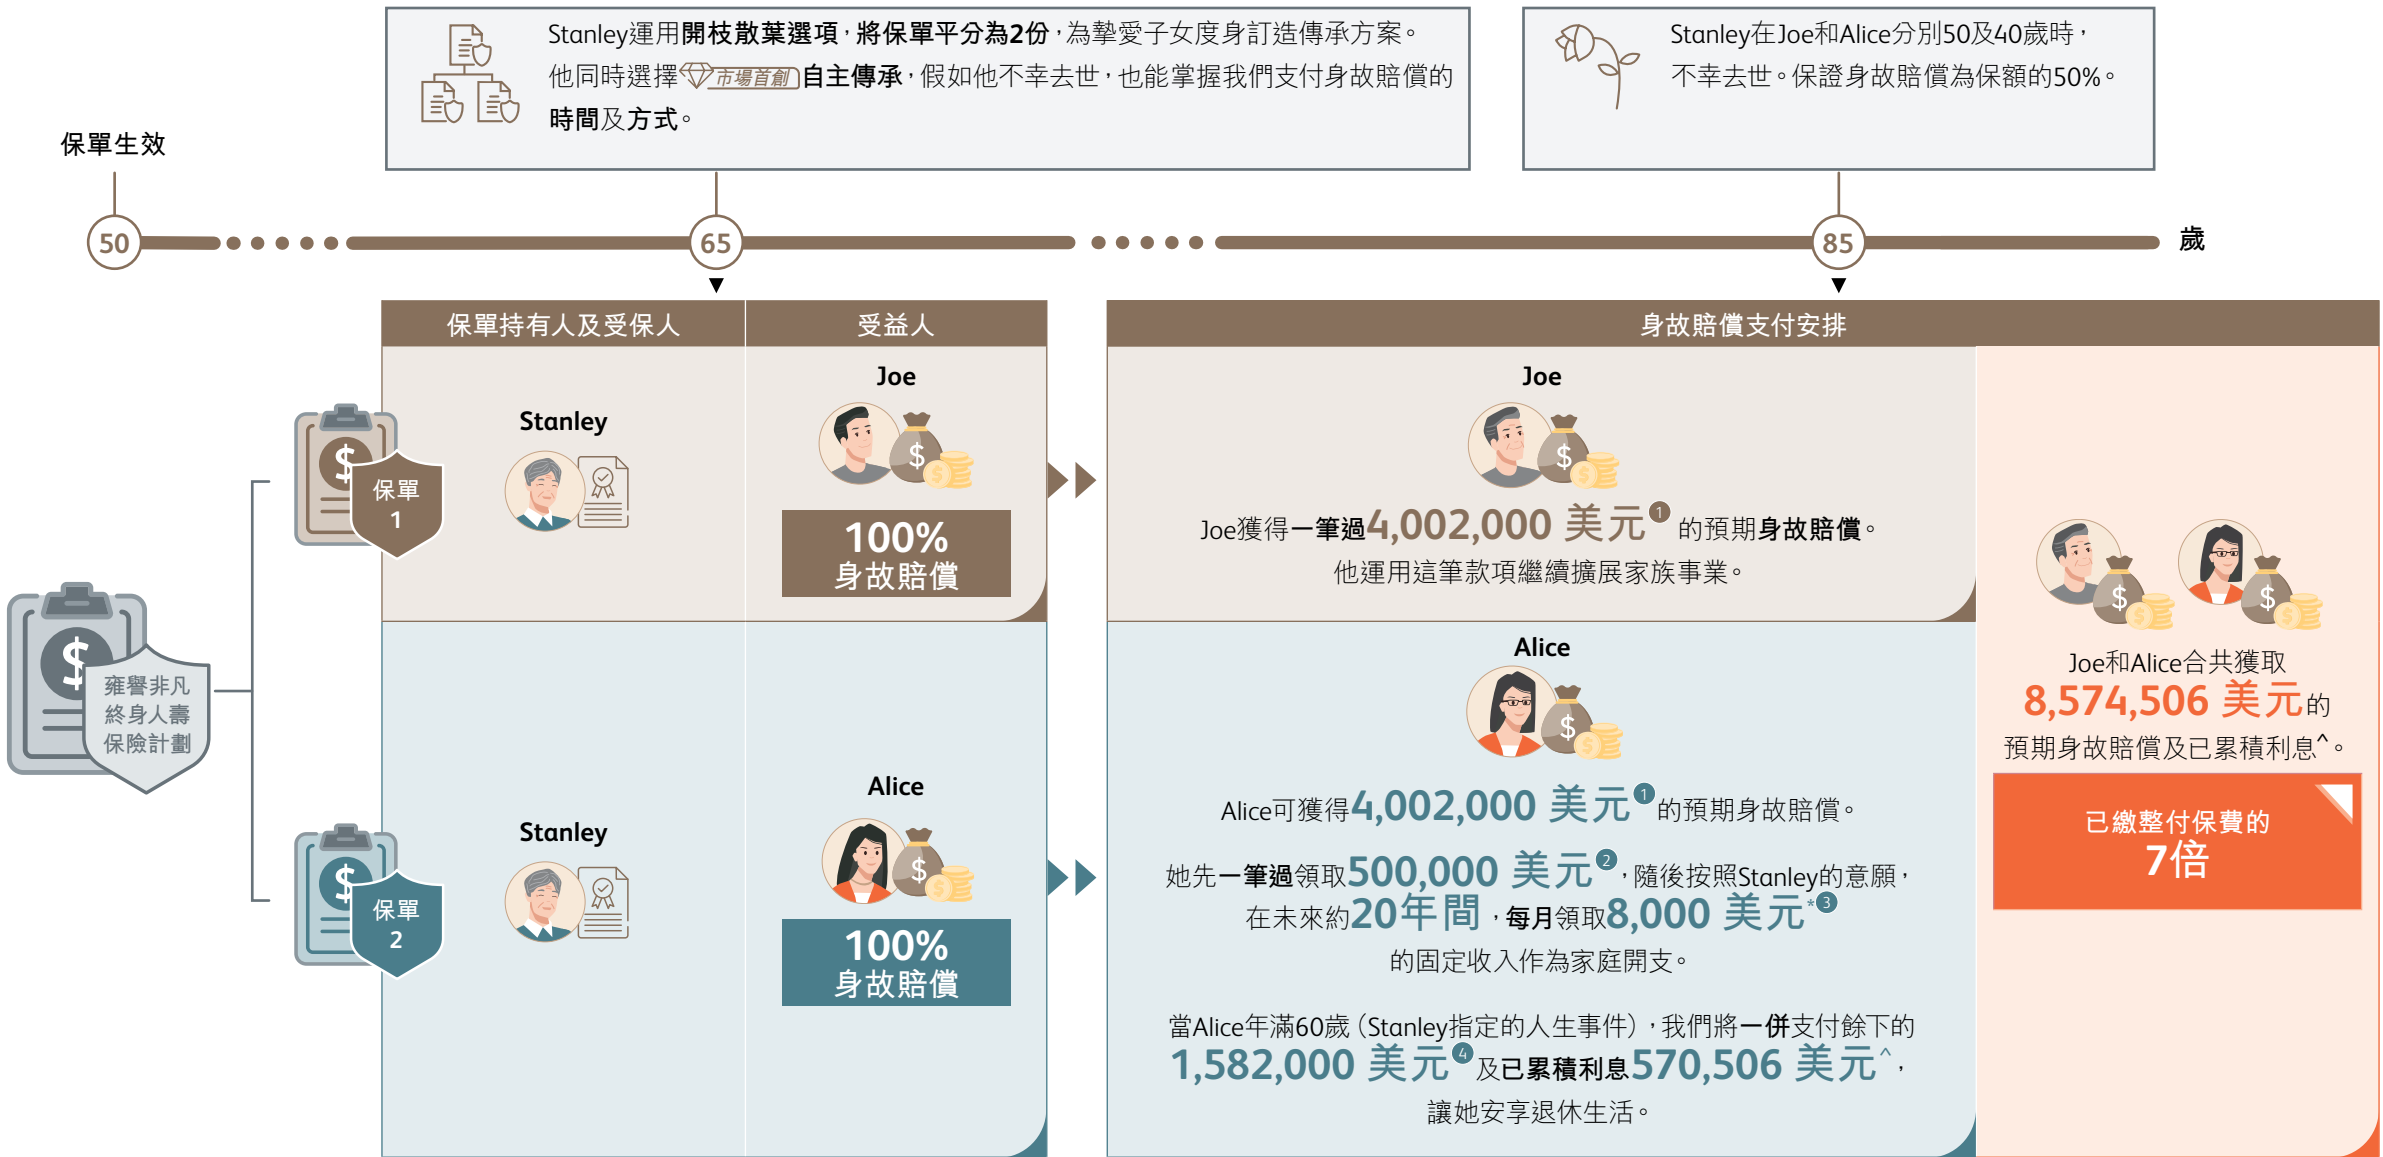 Stanley運用開枝散葉選項，將保單平分為2份，為摯愛子女度身訂造傳承方案。
他同時選擇市場首創自主傳承，假如他不幸去世，也能掌握我們支付身故賠償的
時間及方式。
Stanley在Joe和Alice分別50及40歲時，
不幸去世。保證身故賠償為保額的50%。
保單生效
50
65
85
歲
保單持有人及受保人
受益人
身故賠償支付安排
雍譽非凡
終身人壽
保險計劃
保單
1
Stanley
Joe
100%
身故賠償
Joe
Joe獲得一筆過4,002,000 美元1 的預期身故賠償。
他運用這筆款項繼續擴展家族事業。
保單
2
Stanley
Alice
100%
身故賠償
Alice
Alice可獲得4,002,000 美元1的預期身故賠償。
她先一筆過領取500,000 美元2，隨後按照Stanley的意願，
在未來約20年間，每月領取8,000 美元*3
的固定收入作為家庭開支。
當Alice年滿60歲（Stanley指定的人生事件），我們將一併支付餘下的
1,582,000 美元4及已累積利息570,506 美元^，
讓她安享退休生活。
Joe和Alice合共獲取
8,574,506 美元的
預期身故賠償及已累積利息^。
已繳整付保費的
7倍